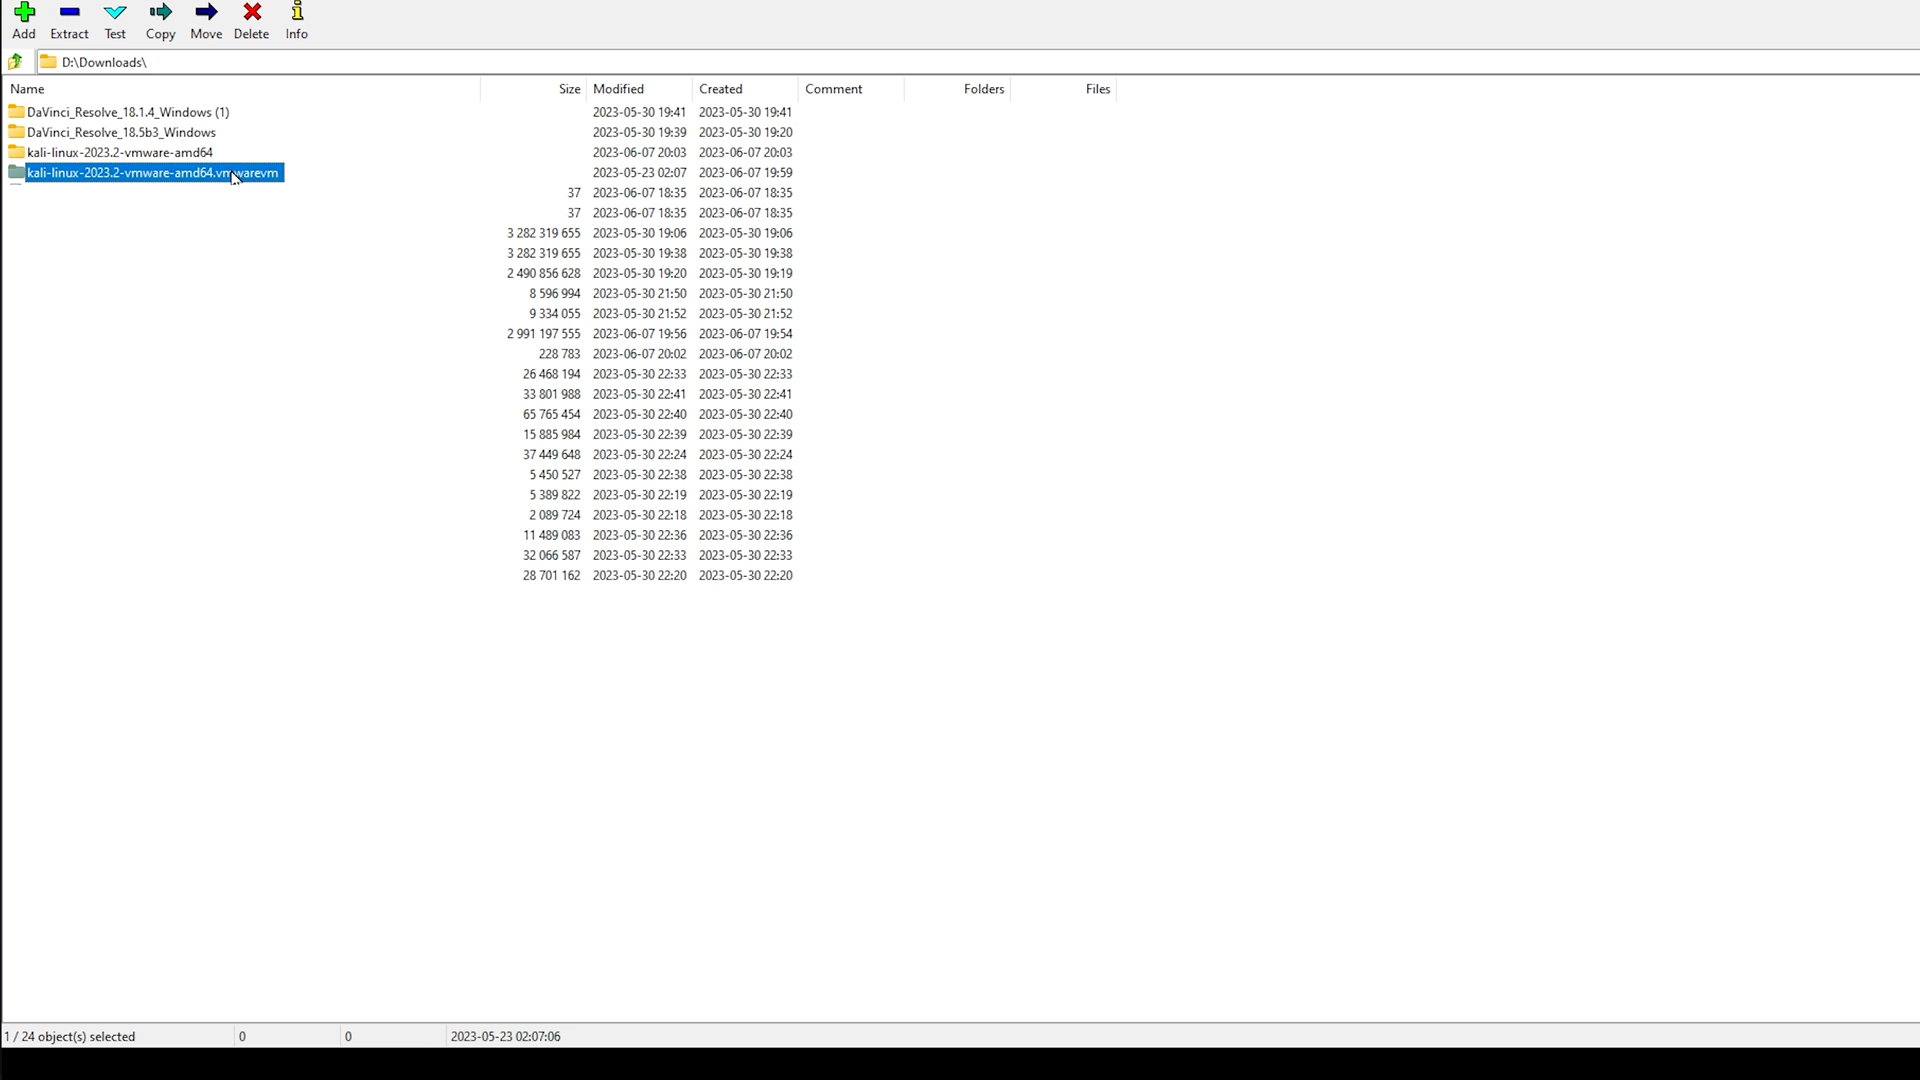 Add Extract Test Copy Move Delete Info
D:\Downloads\
Name Size Modified Created Comment Folders Files
DaVinci_Resolve_18.1.4_Windows (1) 2023-05-30 19:41 2023-05-30 19:41
DaVinci_Resolve_18.5b3_Windows 2023-05-30 19:39 2023-05-30 19:20
kali-linux-2023.2-vmware-amd64 2023-06-07 20:03 2023-06-07 20:03
kali-linux-2023.2-vmware-amd64.vmwarevm 2023-05-23 02:07 2023-06-07 19:59
37 2023-06-07 18:35 2023-06-07 18:35
37 2023-06-07 18:35 2023-06-07 18:35
3 282 319 655 2023-05-30 19:06 2023-05-30 19:06
3 282 319 655 2023-05-30 19:38 2023-05-30 19:38
2 490 856 628 2023-05-30 19:20 2023-05-30 19:19
8 596 994 2023-05-30 21:50 2023-05-30 21:50
9 334 055 2023-05-30 21:52 2023-05-30 21:52
2 991 197 555 2023-06-07 19:56 2023-06-07 19:54
228 783 2023-06-07 20:02 2023-06-07 20:02
26 468 194 2023-05-30 22:33 2023-05-30 22:33
33 801 988 2023-05-30 22:41 2023-05-30 22:41
65 765 454 2023-05-30 22:40 2023-05-30 22:40
15 885 984 2023-05-30 22:39 2023-05-30 22:39
37 449 648 2023-05-30 22:24 2023-05-30 22:24
5 450 527 2023-05-30 22:38 2023-05-30 22:38
5 389 822 2023-05-30 22:19 2023-05-30 22:19
2 089 724 2023-05-30 22:18 2023-05-30 22:18
11 489 083 2023-05-30 22:36 2023-05-30 22:36
32 066 587 2023-05-30 22:33 2023-05-30 22:33
28 701 162 2023-05-30 22:20 2023-05-30 22:20
1 / 24 object(s) selected 0 0 2023-05-23 02:07:06